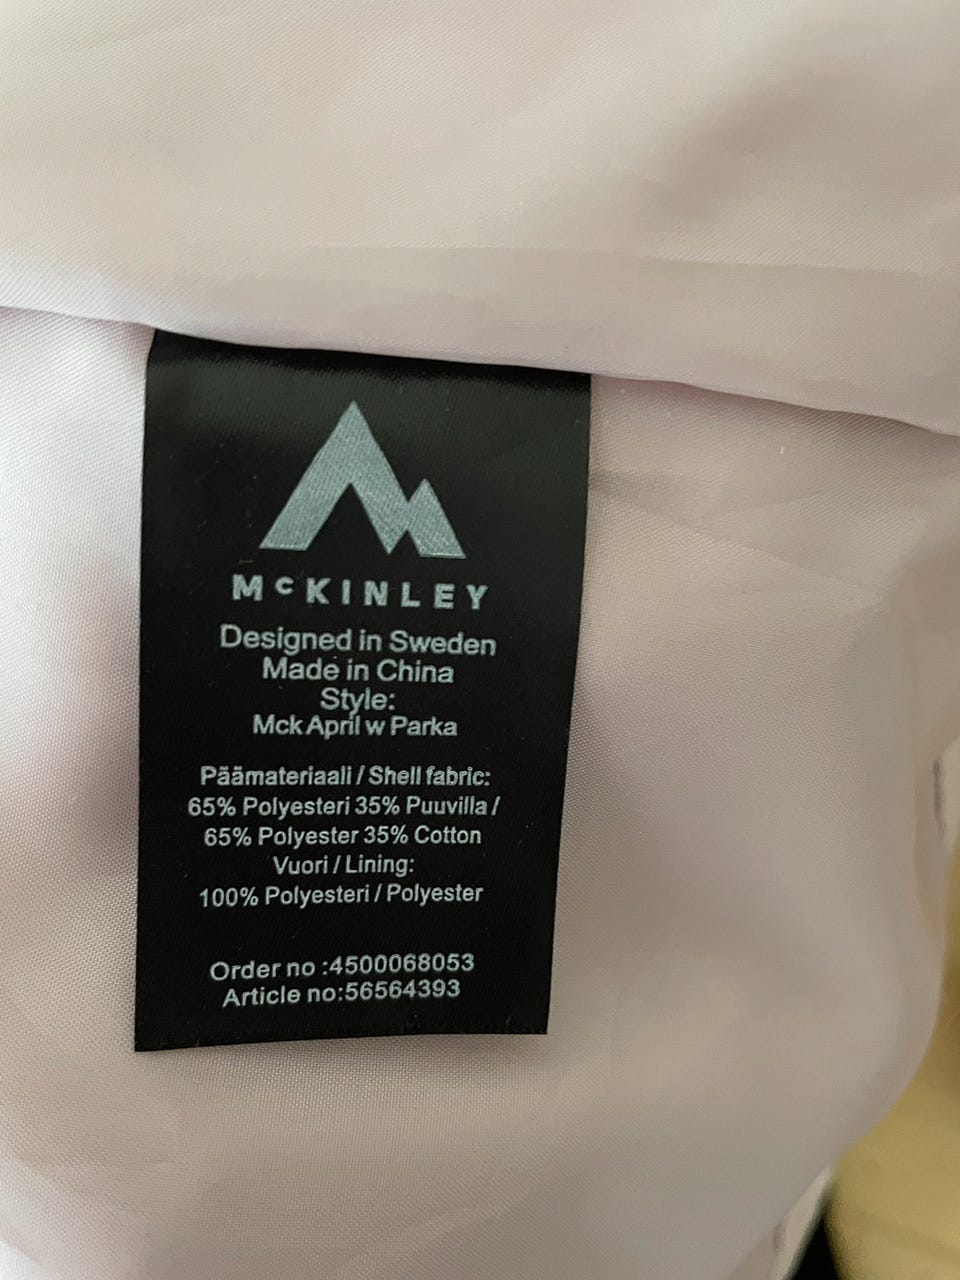 McKINLEY
Designed in Sweden
Made in China
Style:
Mck April w Parka
Päämateriaali / Shell fabric:
65% Polyesteri 35% Puuvilla /
65% Polyester 35% Cotton
Vuori / Lining:
100% Polyesteri / Polyester
Order no :4500068053
Article no:56564393